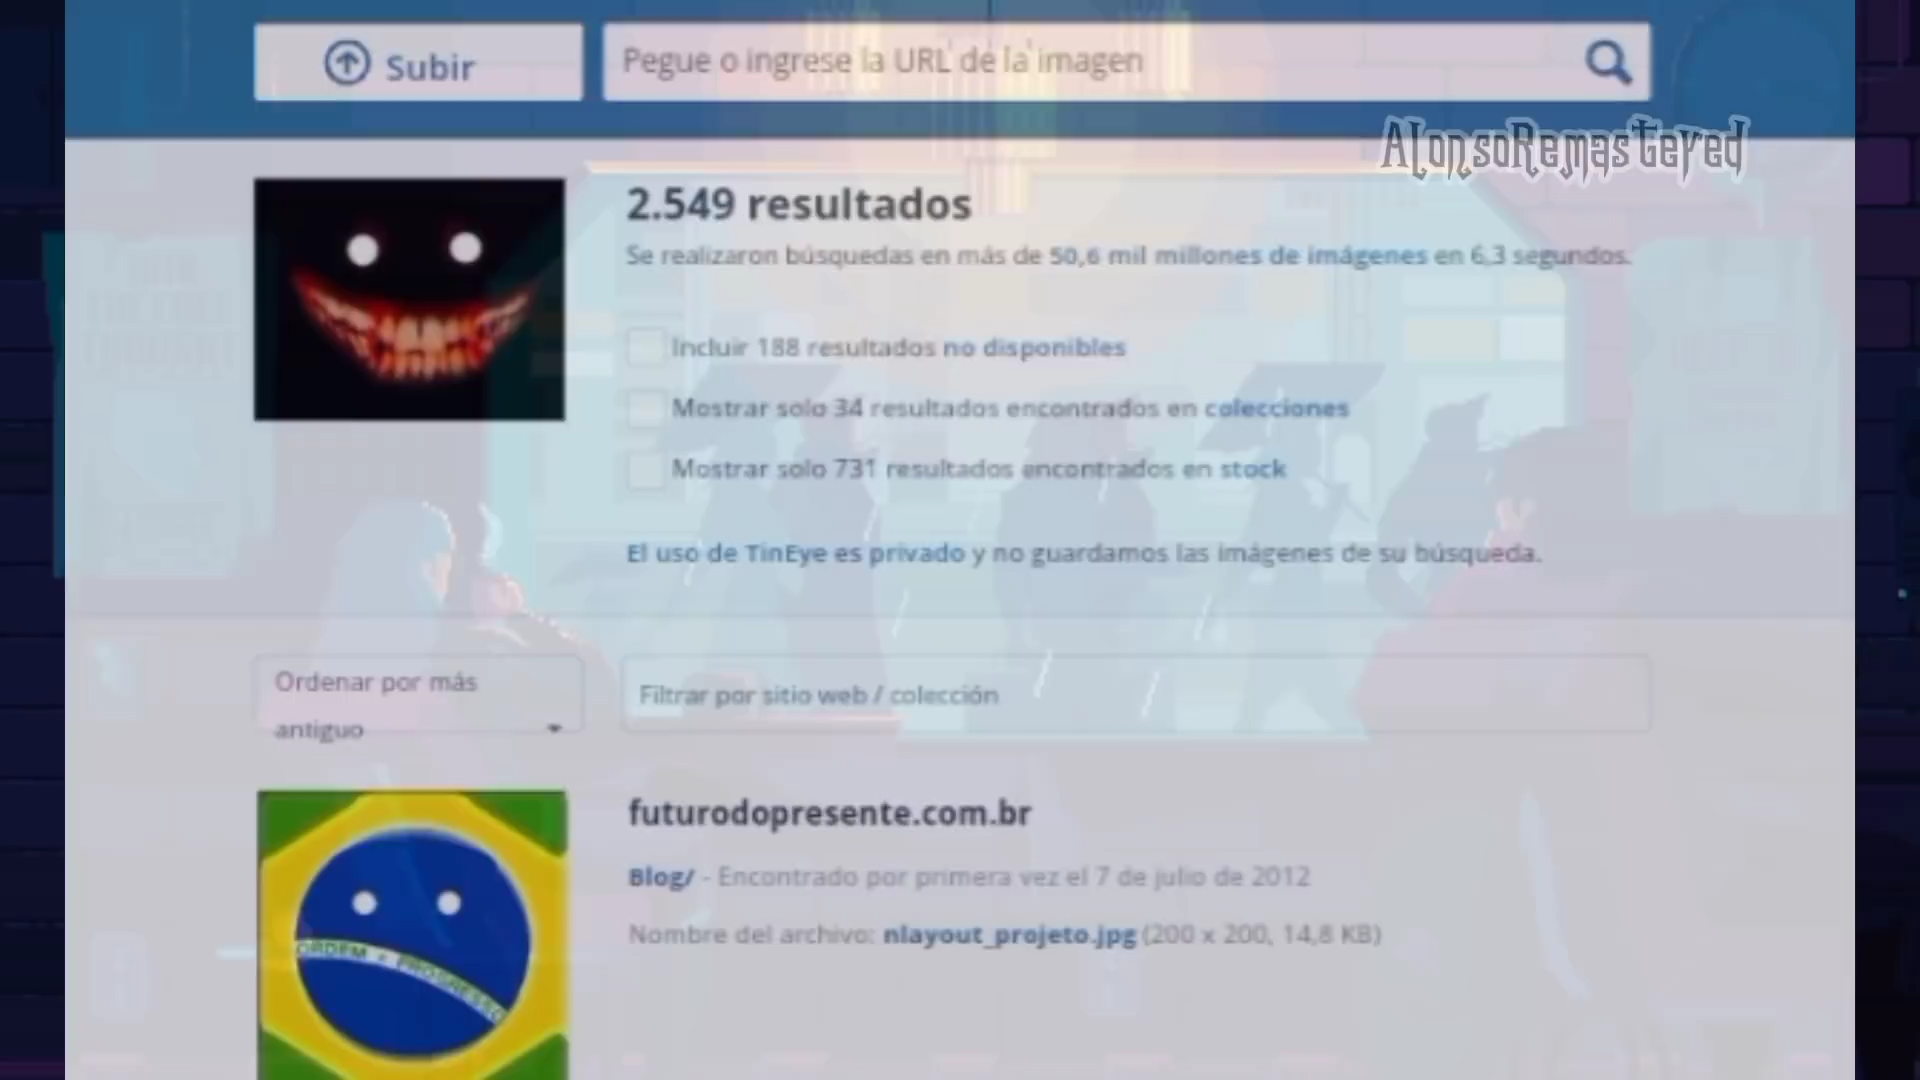 Subir
Pegue o ingrese la URL de la imagen
AlonsoRemastered
2.549 resultados
Se realizaron búsquedas en más de 50,6 mil millones de imágenes en 6,3 segundos.
Incluir 188 resultados no disponibles
Mostrar solo 34 resultados encontrados en colecciones
Mostrar solo 731 resultados encontrados en stock
El uso de TinEye es privado y no guardamos las imágenes de su búsqueda.
Ordenar por más
antiguo
Filtrar por sitio web / colección
futurodopresente.com.br
Blog/ - Encontrado por primera vez el 7 de julio de 2012
Nombre del archivo: nlayout_projeto.jpg (200 x 200, 14,8 KB)
ORDEM E PROGRESSO